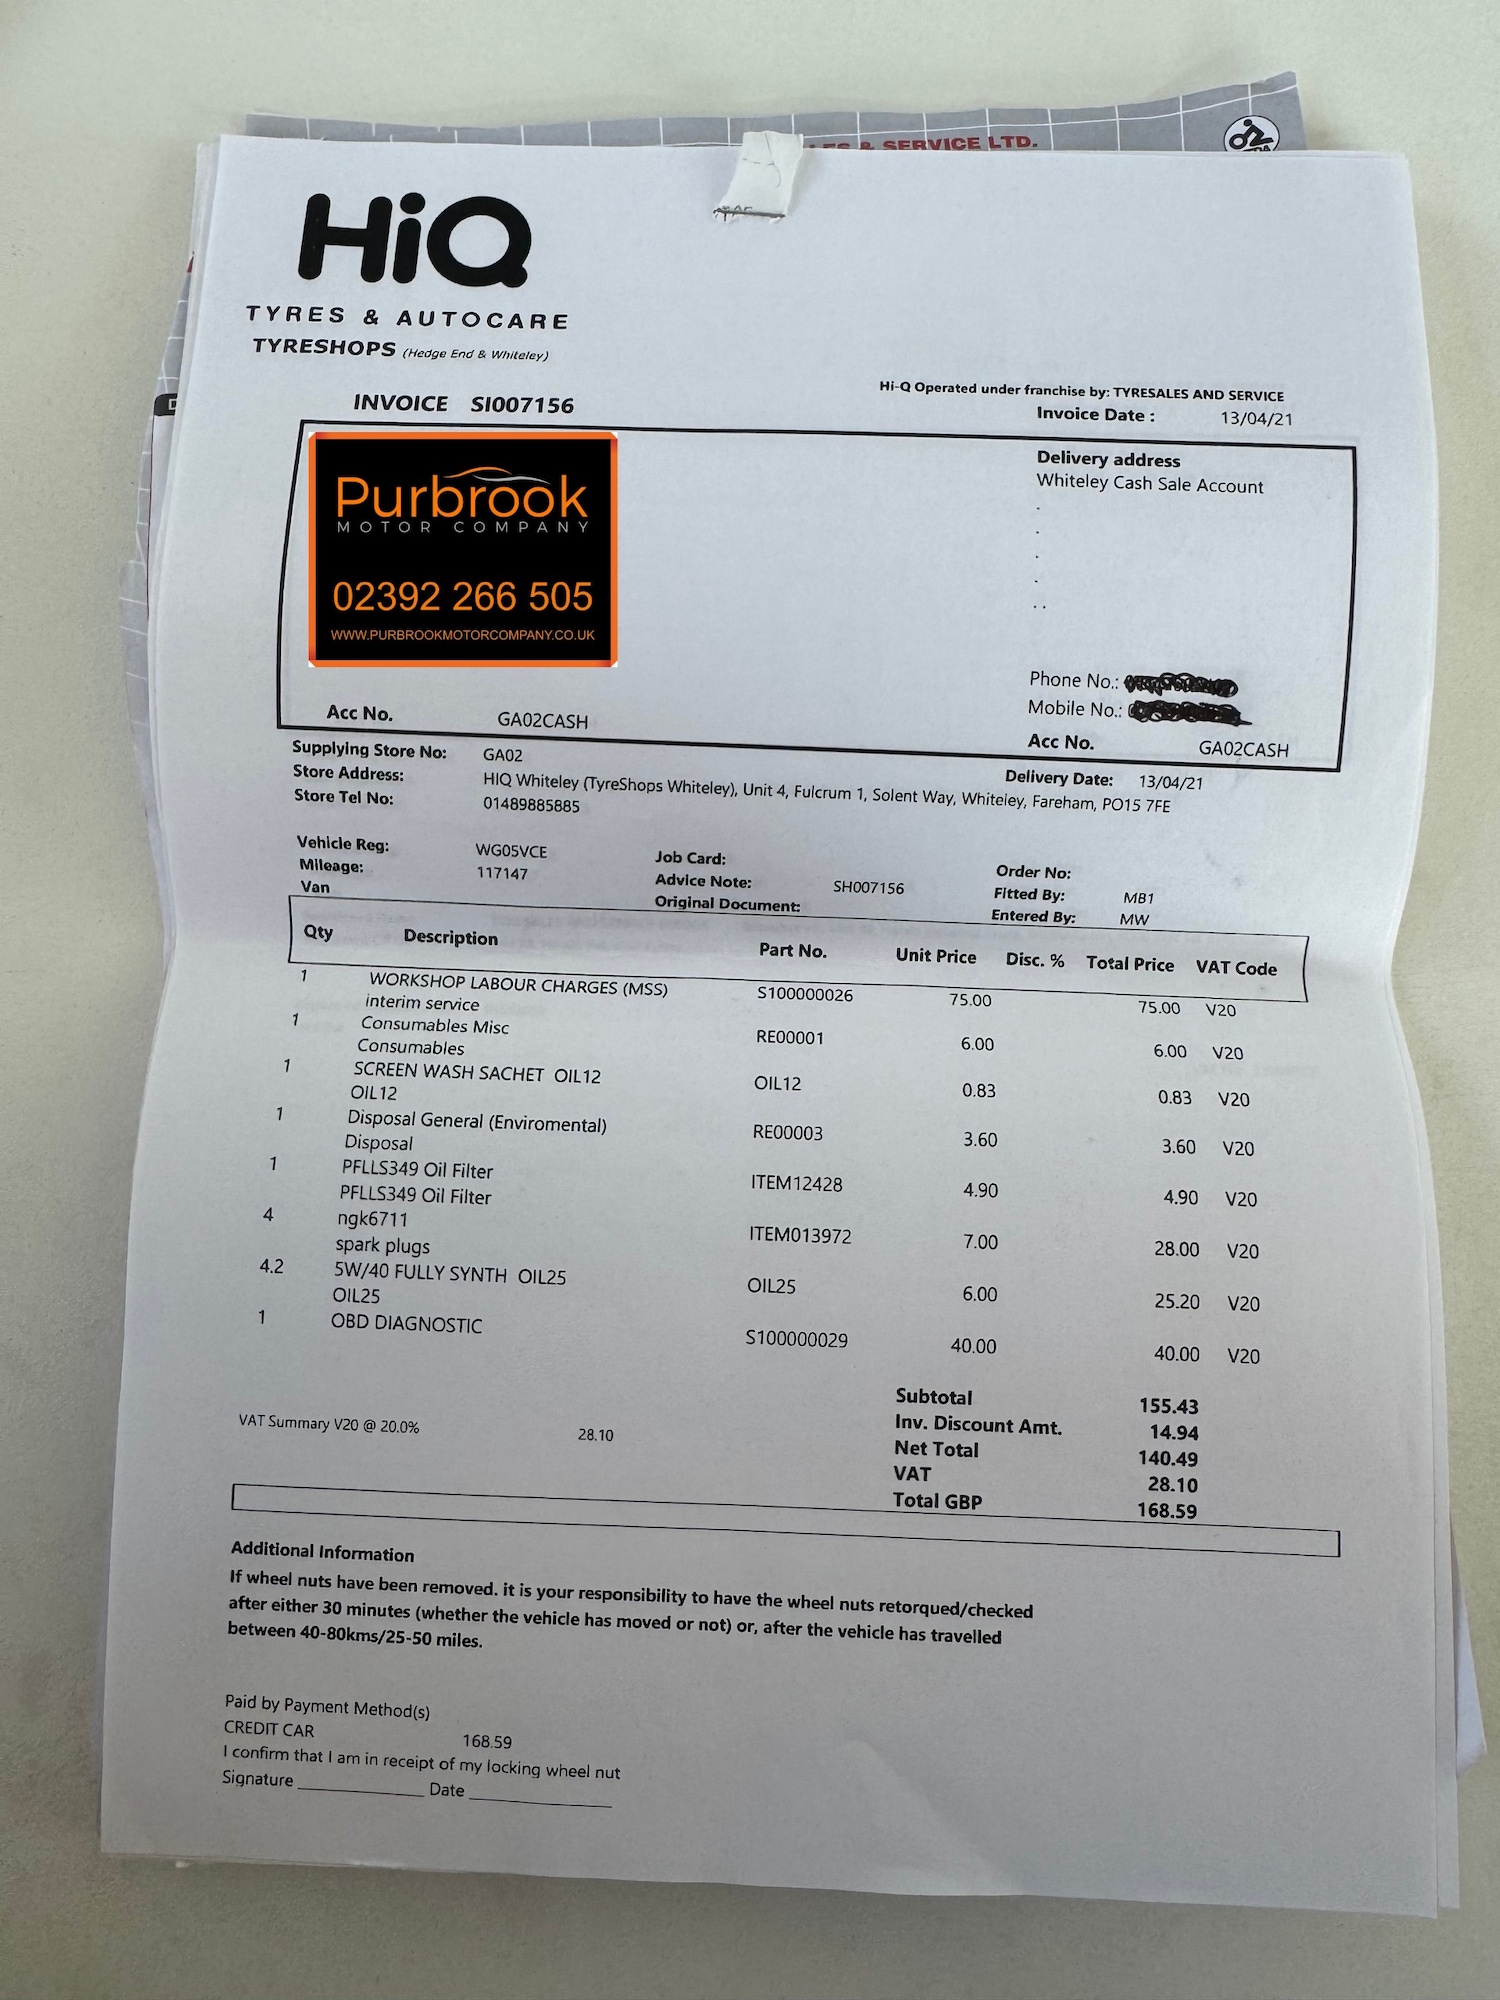 & SERVICE LTD.
HiQ
TYRES & AUTOCARE
TYRESHOPS (Hedge End & Whiteley)
Hi-Q Operated under franchise by: TYRESALES AND SERVICE
INVOICE SI007156
Invoice Date : 13/04/21
Purbrook
MOTOR COMPANY
02392 266 505
WWW.PURBROOKMOTORCOMPANY.CO.UK
Delivery address
Whiteley Cash Sale Account
.
.
.
.
. .
Phone No.:
Mobile No.:
Acc No. GA02CASH
Acc No. GA02CASH
Supplying Store No: GA02
Delivery Date: 13/04/21
Store Address: HIQ Whiteley (TyreShops Whiteley), Unit 4, Fulcrum 1, Solent Way, Whiteley, Fareham, PO15 7FE
Store Tel No: 01489885885
Vehicle Reg: WG05VCE Job Card: Order No:
Mileage: 117147 Advice Note: SH007156 Fitted By: MB1
Van Original Document: Entered By: MW
Qty Description Part No. Unit Price Disc. % Total Price VAT Code
1 WORKSHOP LABOUR CHARGES (MSS) S100000026 75.00 75.00 V20
interim service
1 Consumables Misc RE00001 6.00 6.00 V20
Consumables
1 SCREEN WASH SACHET OIL12 OIL12 0.83 0.83 V20
OIL12
1 Disposal General (Enviromental) RE00003 3.60 3.60 V20
Disposal
1 PFLLS349 Oil Filter ITEM12428 4.90 4.90 V20
PFLLS349 Oil Filter
4 ngk6711 ITEM013972 7.00 28.00 V20
spark plugs
4.2 5W/40 FULLY SYNTH OIL25 OIL25 6.00 25.20 V20
OIL25
1 OBD DIAGNOSTIC S100000029 40.00 40.00 V20
Subtotal 155.43
Inv. Discount Amt. 14.94
Net Total 140.49
VAT 28.10
Total GBP 168.59
VAT Summary V20 @ 20.0% 28.10
Additional Information
If wheel nuts have been removed. it is your responsibility to have the wheel nuts retorqued/checked
after either 30 minutes (whether the vehicle has moved or not) or, after the vehicle has travelled
between 40-80kms/25-50 miles.
Paid by Payment Method(s)
CREDIT CAR 168.59
I confirm that I am in receipt of my locking wheel nut
Signature ____________ Date ____________